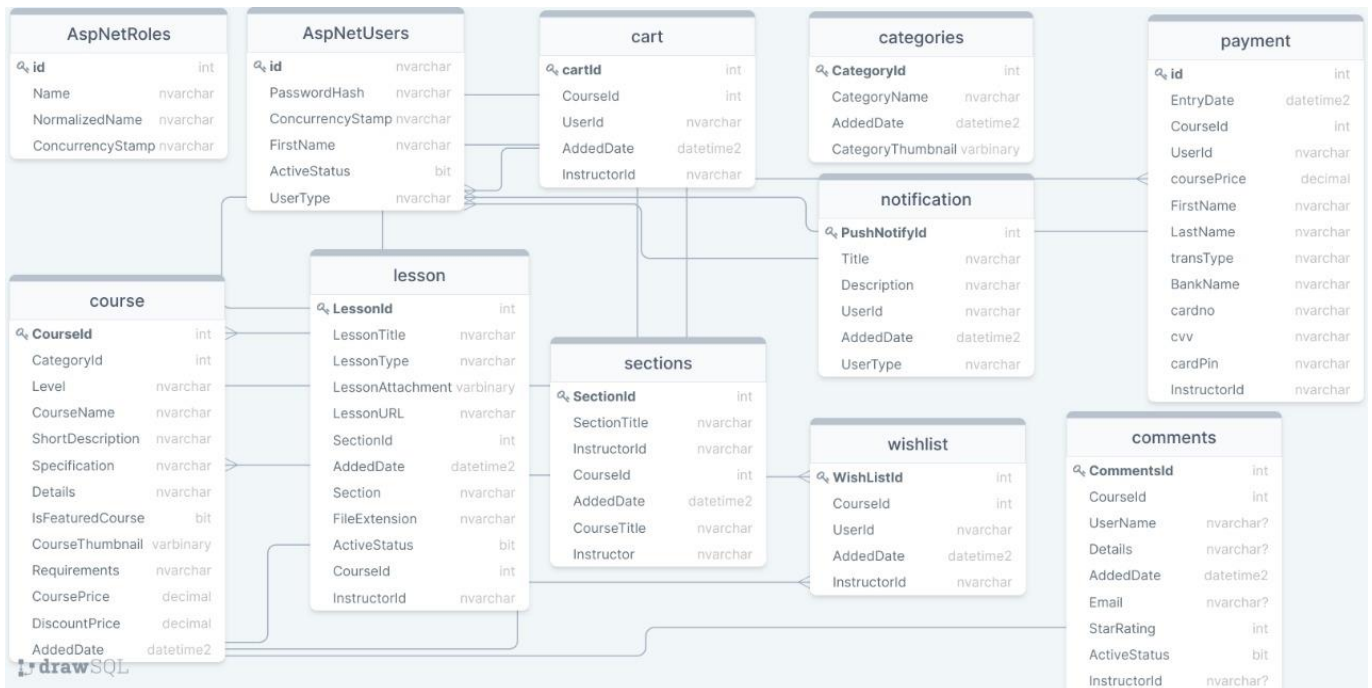 AspNetRoles
id int
Name nvarchar
NormalizedName nvarchar
ConcurrencyStamp nvarchar
AspNetUsers
id nvarchar
PasswordHash nvarchar
ConcurrencyStamp nvarchar
FirstName nvarchar
ActiveStatus bit
UserType nvarchar
cart
cartId int
CourseId int
UserId nvarchar
AddedDate datetime2
InstructorId nvarchar
categories
CategoryId int
CategoryName nvarchar
AddedDate datetime2
CategoryThumbnail varbinary
payment
id int
EntryDate datetime2
CourseId int
UserId nvarchar
coursePrice decimal
FirstName nvarchar
LastName nvarchar
transType nvarchar
BankName nvarchar
cardno nvarchar
cvv nvarchar
cardPin nvarchar
InstructorId nvarchar
notification
PushNotifyId int
Title nvarchar
Description nvarchar
UserId nvarchar
AddedDate datetime2
UserType nvarchar
course
CourseId int
CategoryId int
Level nvarchar
CourseName nvarchar
ShortDescription nvarchar
Specification nvarchar
Details nvarchar
IsFeaturedCourse bit
CourseThumbnail varbinary
Requirements nvarchar
CoursePrice decimal
DiscountPrice decimal
AddedDate datetime2
lesson
LessonId int
LessonTitle nvarchar
LessonType nvarchar
LessonAttachment varbinary
LessonURL nvarchar
SectionId int
AddedDate datetime2
Section nvarchar
FileExtension nvarchar
ActiveStatus bit
CourseId int
InstructorId nvarchar
sections
SectionId int
SectionTitle nvarchar
InstructorId nvarchar
CourseId int
AddedDate datetime2
CourseTitle nvarchar
Instructor nvarchar
wishlist
WishListId int
CourseId int
UserId nvarchar
AddedDate datetime2
InstructorId nvarchar
comments
CommentsId int
CourseId int
UserName nvarchar?
Details nvarchar?
AddedDate datetime2
Email nvarchar?
StarRating int
ActiveStatus bit
InstructorId nvarchar?
drawSQL